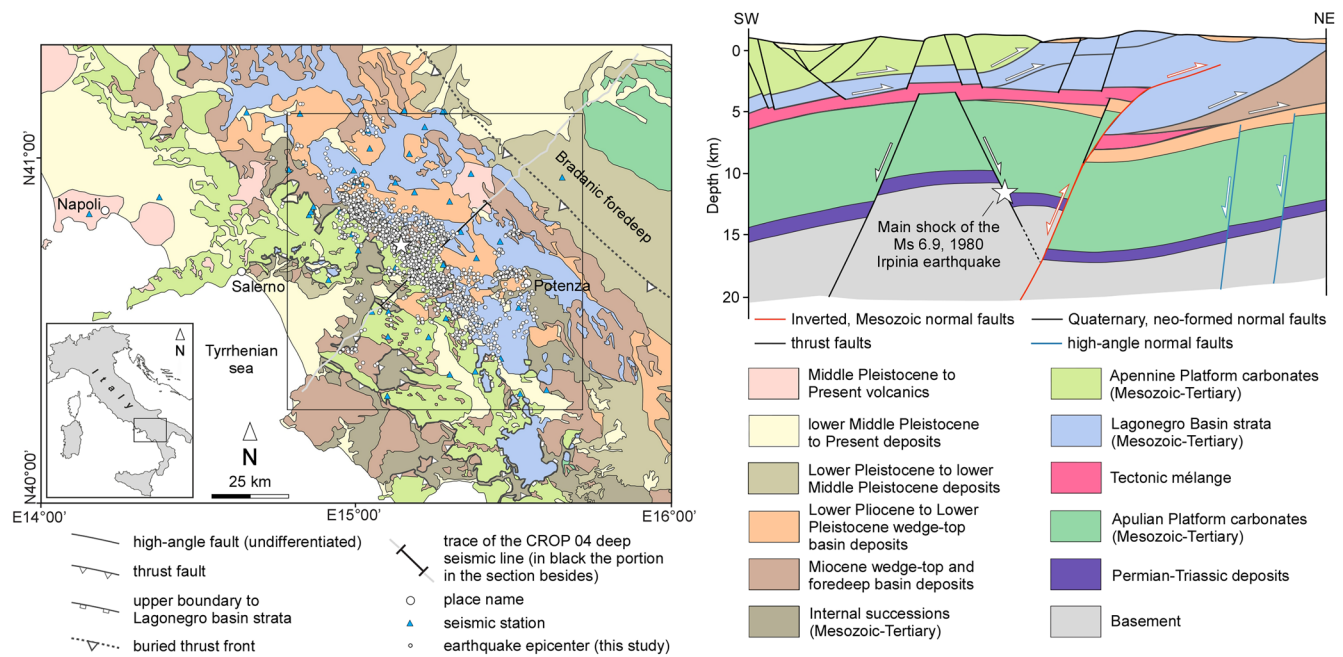 N41°00'
N40°00'
E14°00'
E15°00'
E16°00'
Napoli
Salerno
Potenza
Bradanic foredeep
Tyrrhenian
sea
N
25 km
N
Italy
high-angle fault (undifferentiated)
thrust fault
upper boundary to
Lagonegro basin strata
buried thrust front
trace of the CROP 04 deep
seismic line (in black the portion
in the section besides)
place name
seismic station
earthquake epicenter (this study)
SW
NE
Depth (km)
0
5
10
15
20
Main shock of the
Ms 6.9, 1980
Irpinia earthquake
Inverted, Mesozoic normal faults
thrust faults
Quaternary, neo-formed normal faults
high-angle normal faults
Middle Pleistocene to
Present volcanics
lower Middle Pleistocene
to Present deposits
Lower Pleistocene to lower
Middle Pleistocene deposits
Lower Pliocene to Lower
Pleistocene wedge-top
basin deposits
Miocene wedge-top and
foredeep basin deposits
Internal successions
(Mesozoic-Tertiary)
Apennine Platform carbonates
(Mesozoic-Tertiary)
Lagonegro Basin strata
(Mesozoic-Tertiary)
Tectonic mélange
Apulian Platform carbonates
(Mesozoic-Tertiary)
Permian-Triassic deposits
Basement